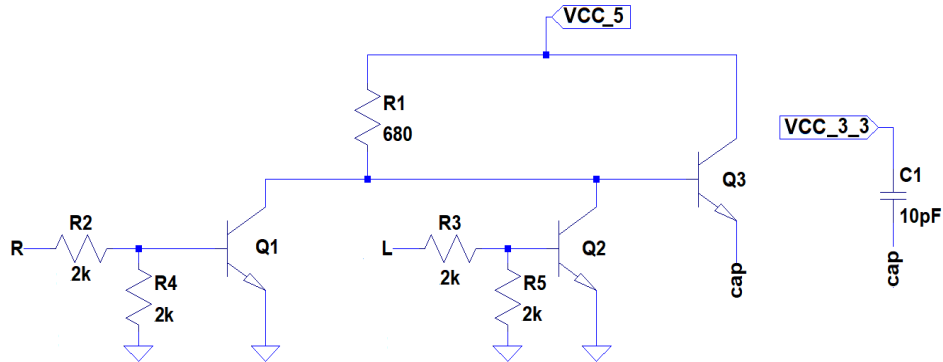 VCC_5
R1
680
VCC_3_3
Q3
C1
10pF
R2
R
2k
Q1
R4
2k
R3
L
2k
Q2
R5
2k
cap
cap